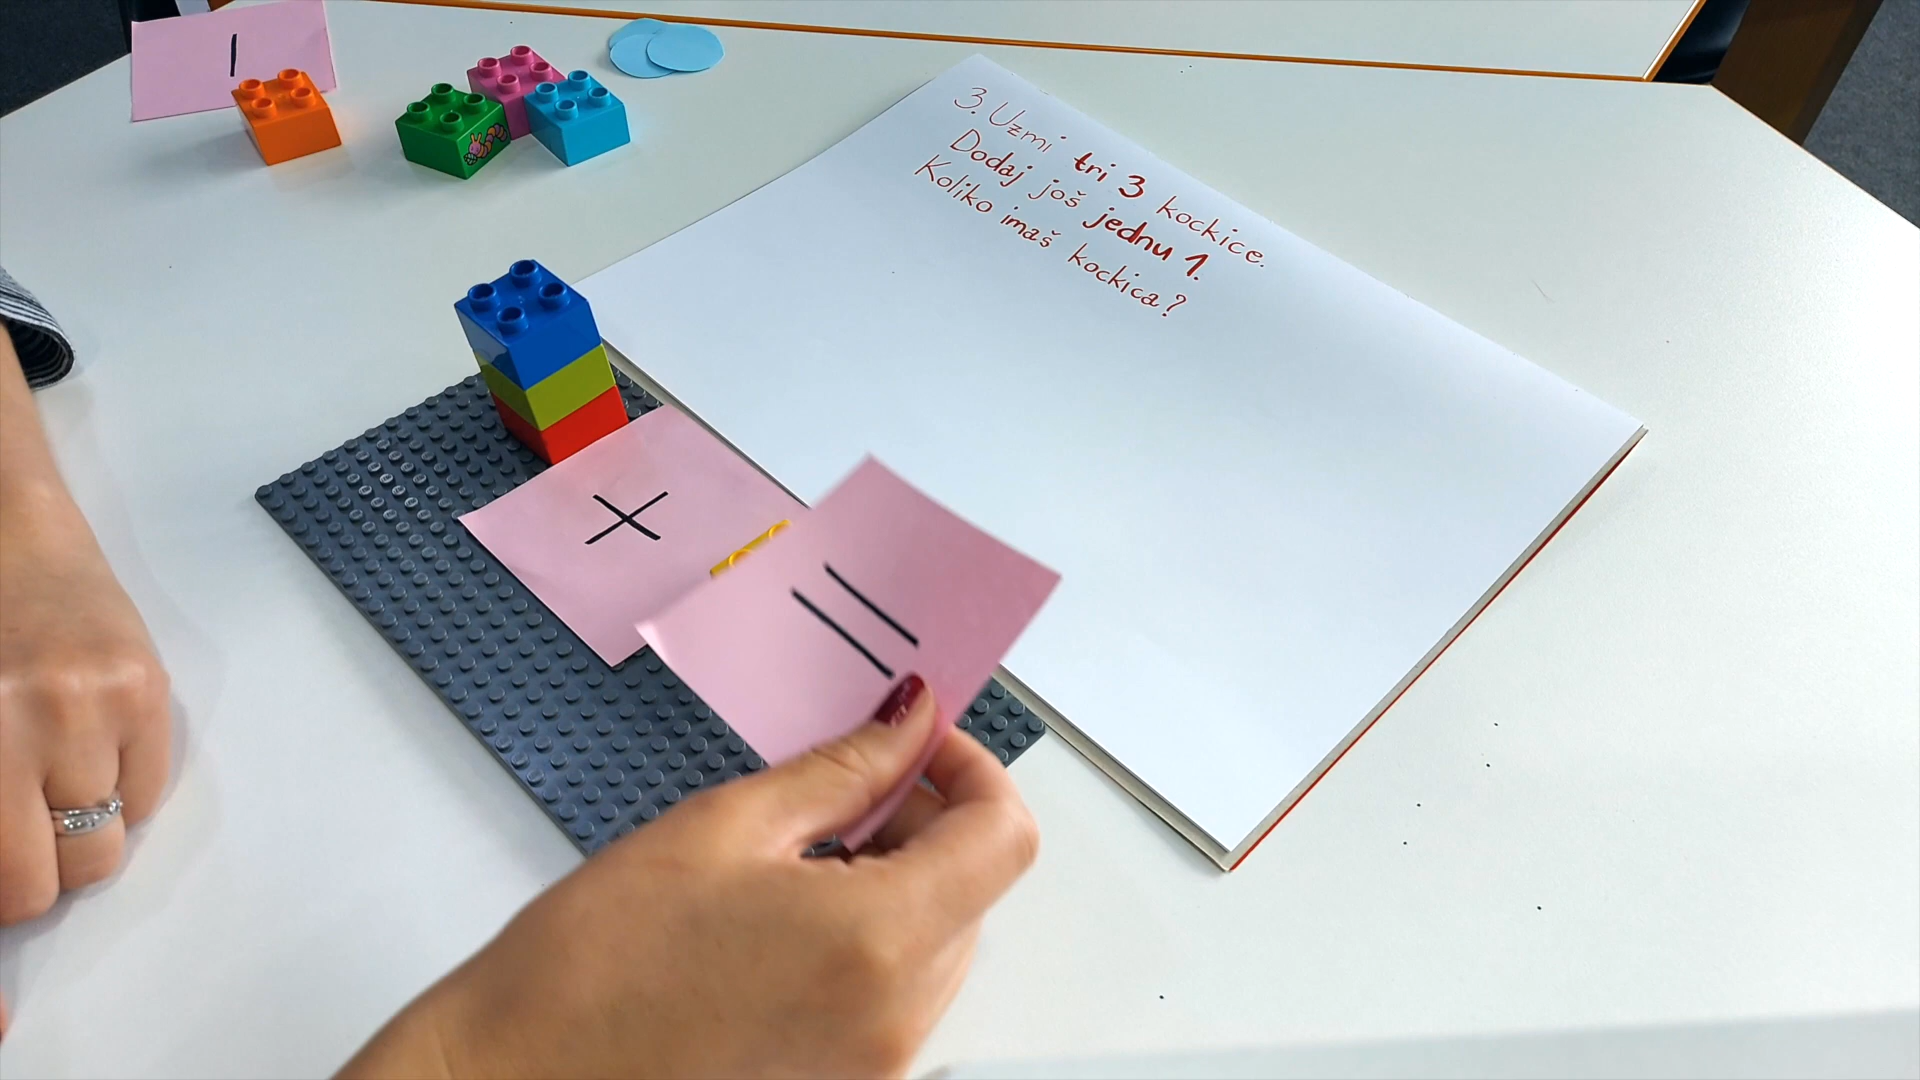 3. Uzmi tri 3 kockice.
Dodaj još jednu 1.
Koliko imaš kockica?
-
+
=